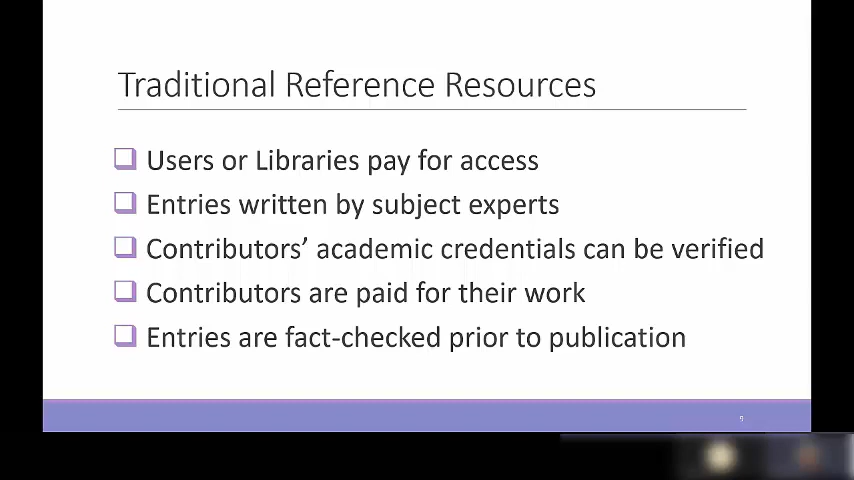 Traditional Reference Resources
Users or Libraries pay for access
Entries written by subject experts
Contributors’ academic credentials can be verified
Contributors are paid for their work
Entries are fact-checked prior to publication
9